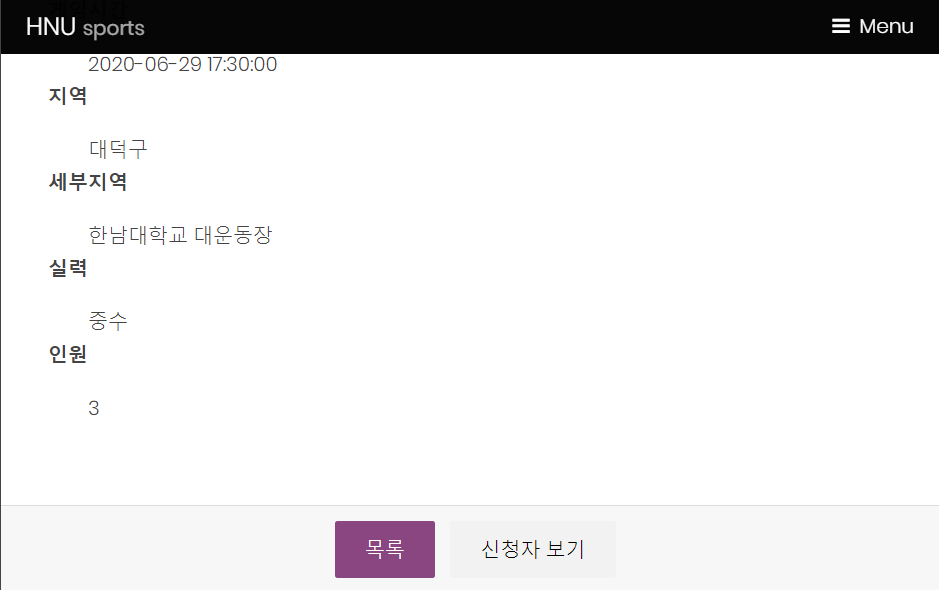 HNU sports
Menu
2020-06-29 17:30:00
지역
대덕구
세부지역
한남대학교 대운동장
실력
중수
인원
3
목록
신청자 보기